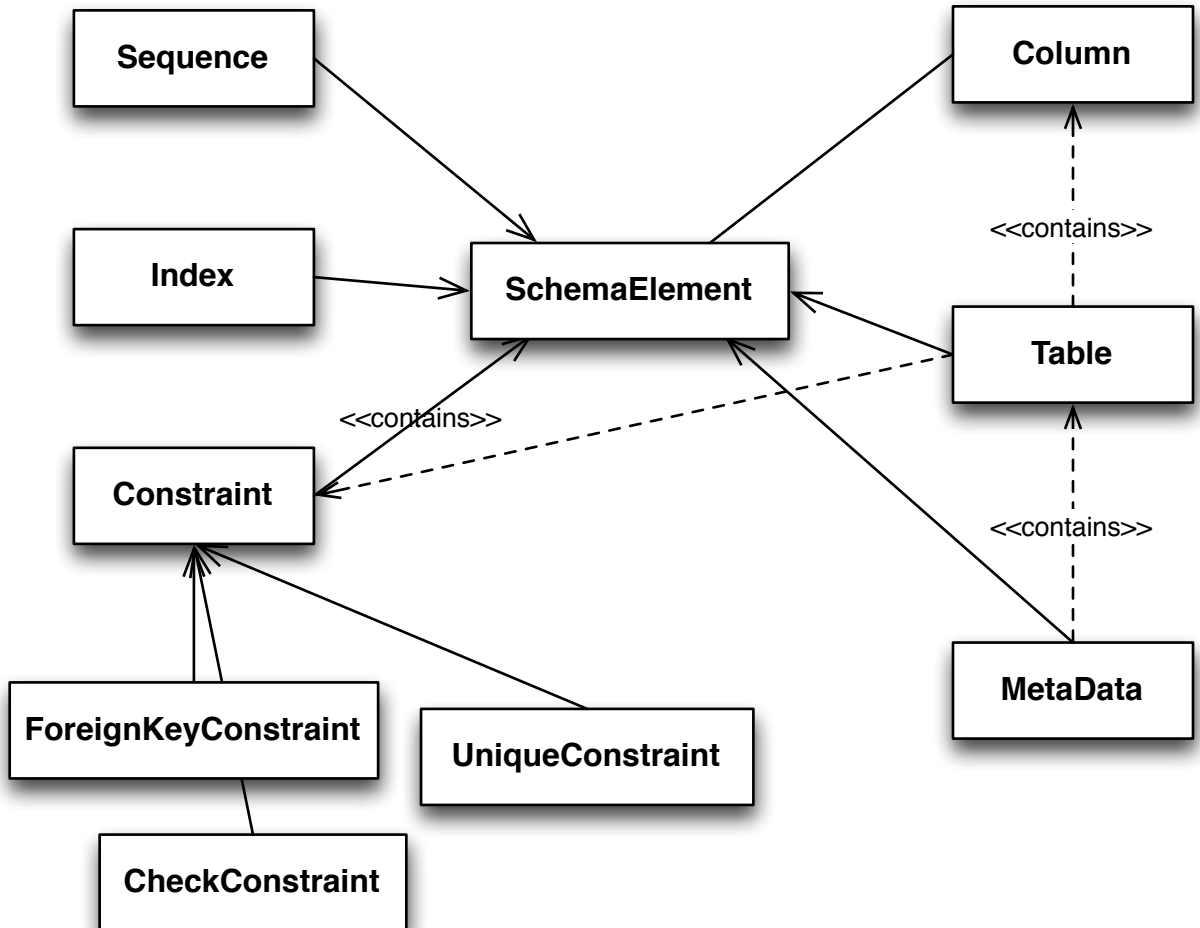 Sequence
Column
<<contains>>
Index
SchemaElement
Table
<<contains>>
Constraint
<<contains>>
MetaData
ForeignKeyConstraint
UniqueConstraint
CheckConstraint